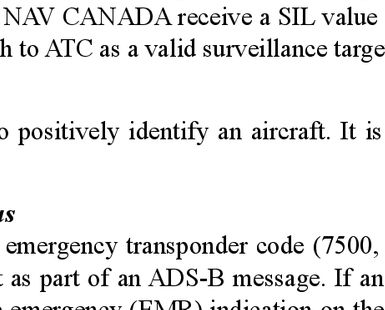 NAV CANADA receive a SIL value
h to ATC as a valid surveillance targe
o positively identify an aircraft. It is
us
emergency transponder code (7500,
t as part of an ADS-B message. If an
emergency (EMR) indication on the